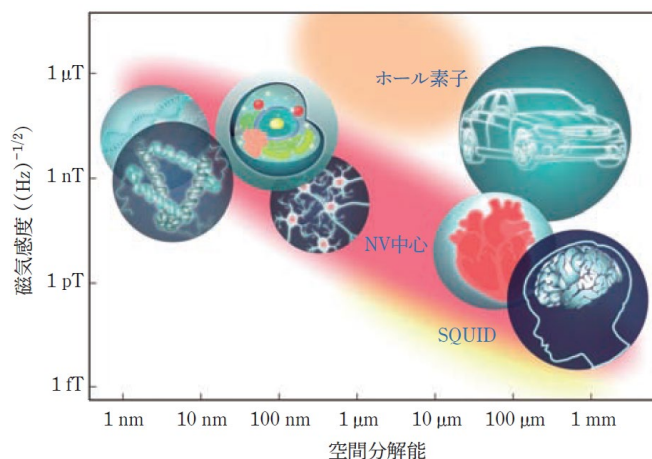 磁気感度 ((Hz)⁻¹ᐟ²)
1 μT
1 nT
1 pT
1 fT
ホール素子
NV中心
SQUID
1 nm
10 nm
100 nm
1 μm
10 μm
100 μm
1 mm
空間分解能